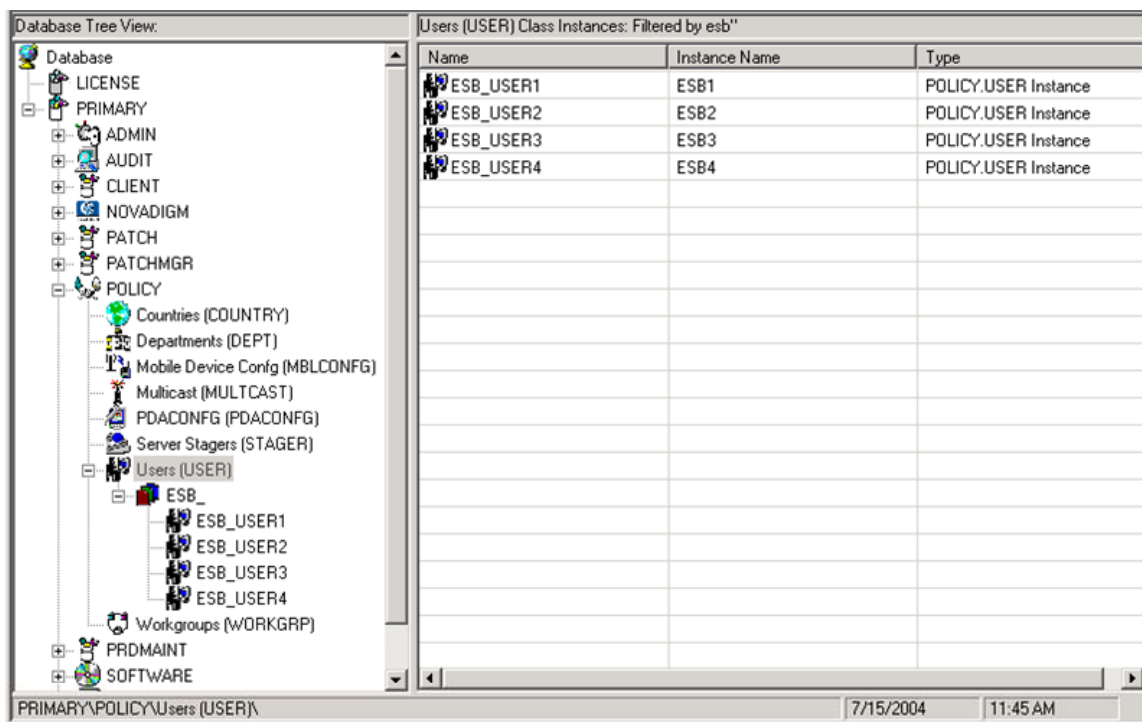 Database Tree View:
Database
LICENSE
PRIMARY
ADMIN
AUDIT
CLIENT
NOVADIGM
PATCH
PATCHMGR
POLICY
Countries (COUNTRY)
Departments (DEPT)
Mobile Device Confg (MBLCONFG)
Multicast (MULTCAST)
PDACONFG (PDACONFG)
Server Stagers (STAGER)
Users (USER)
ESB_
ESB_USER1
ESB_USER2
ESB_USER3
ESB_USER4
Workgroups (WORKGRP)
PRDMAINT
SOFTWARE
Users (USER) Class Instances: Filtered by esb"
Name Instance Name Type
ESB_USER1 ESB1 POLICY.USER Instance
ESB_USER2 ESB2 POLICY.USER Instance
ESB_USER3 ESB3 POLICY.USER Instance
ESB_USER4 ESB4 POLICY.USER Instance
PRIMARY\POLICY\Users (USER)\ 7/15/2004 11:45 AM